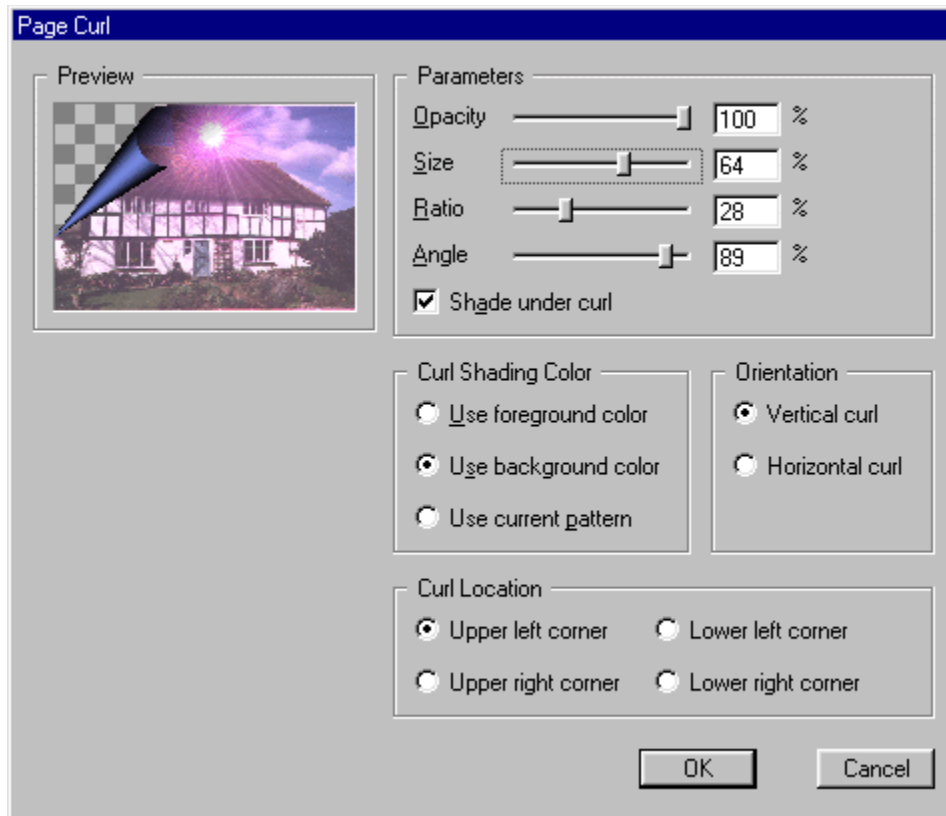 Page Curl
Preview
Parameters
Opacity 100 %
Size 64 %
Ratio 28 %
Angle 89 %
Shade under curl
Curl Shading Color
Use foreground color
Use background color
Use current pattern
Orientation
Vertical curl
Horizontal curl
Curl Location
Upper left corner Lower left corner
Upper right corner Lower right corner
OK Cancel